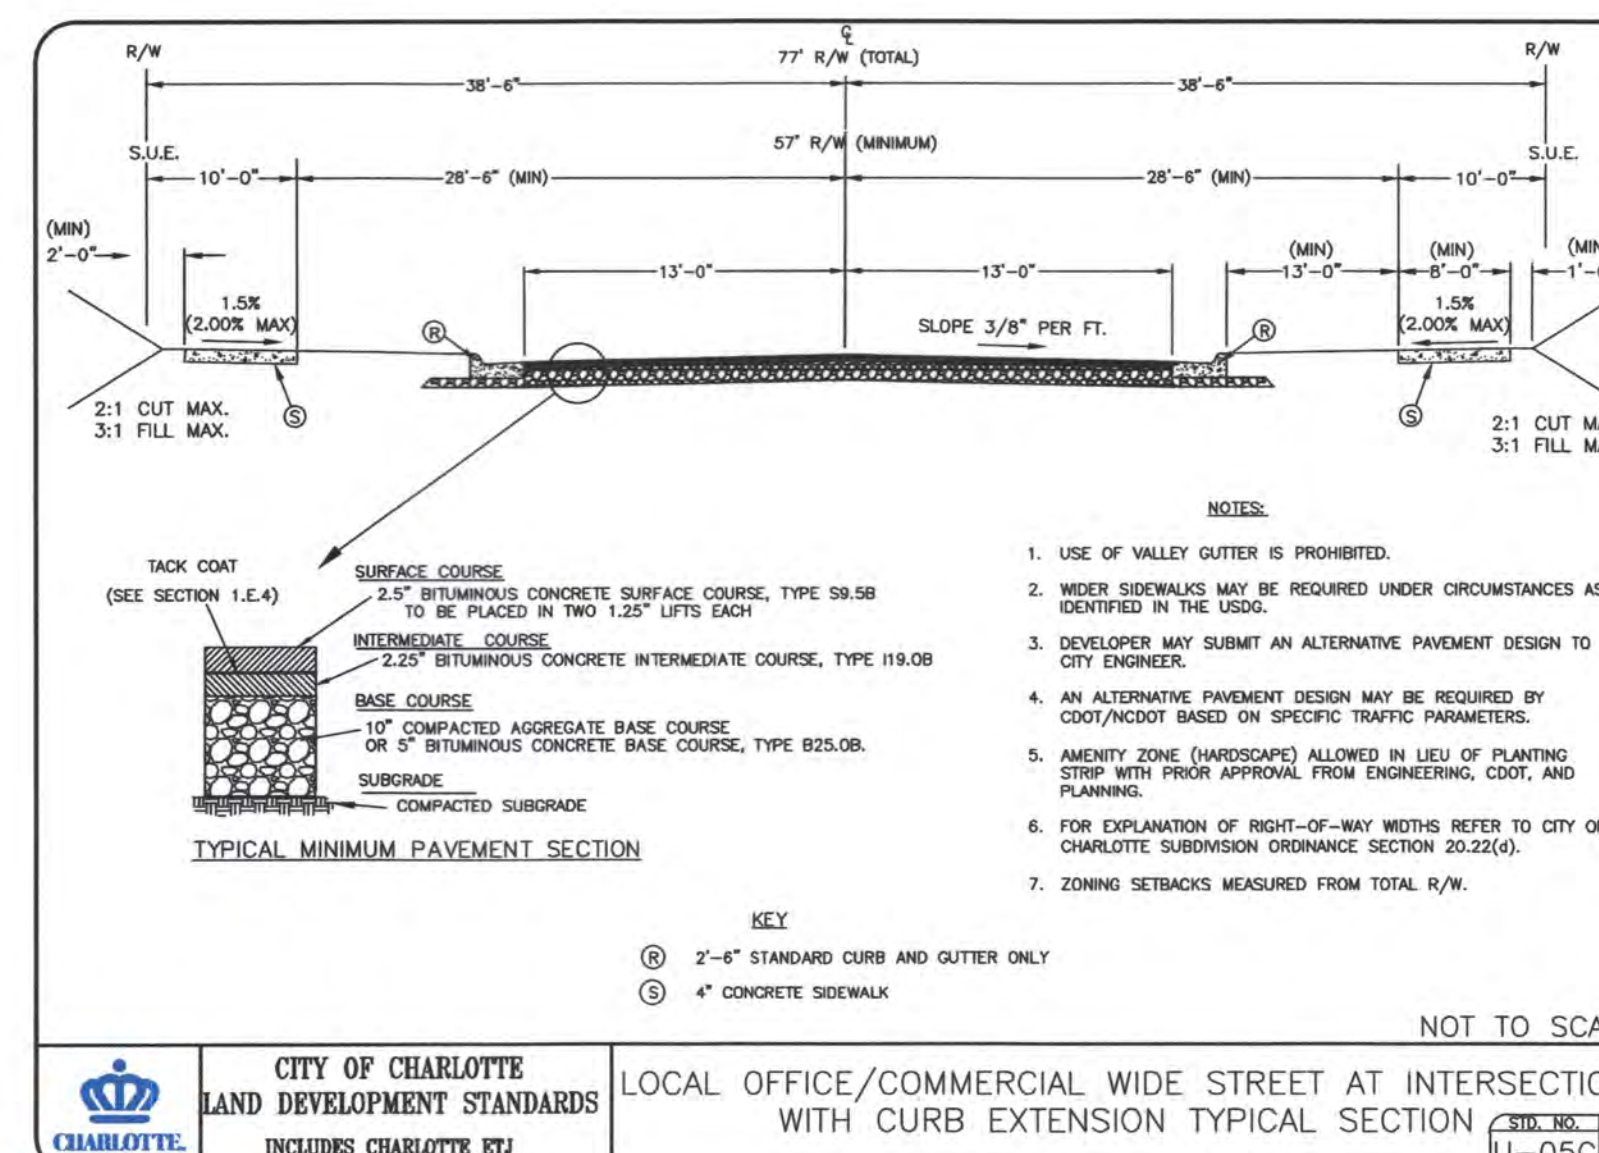 R/W
℄
77' R/W (TOTAL)
R/W
38'-6"
38'-6"
57' R/W (MINIMUM)
S.U.E.
S.U.E.
10'-0"
28'-6" (MIN)
28'-6" (MIN)
10'-0"
(MIN)
2'-0"
13'-0"
13'-0"
(MIN)
13'-0"
(MIN)
8'-0"
1.5%
(2.00% MAX)
SLOPE 3/8" PER FT.
1.5%
(2.00% MAX)
R
R
S
S
2:1 CUT MAX.
3:1 FILL MAX.
2:1 CUT
3:1 FILL
TACK COAT
(SEE SECTION 1.E.4)
SURFACE COURSE
2.5" BITUMINOUS CONCRETE SURFACE COURSE, TYPE S9.5B
TO BE PLACED IN TWO 1.25" LIFTS EACH
INTERMEDIATE COURSE
2.25" BITUMINOUS CONCRETE INTERMEDIATE COURSE, TYPE I19.0B
BASE COURSE
10" COMPACTED AGGREGATE BASE COURSE
OR 5" BITUMINOUS CONCRETE BASE COURSE, TYPE B25.0B.
SUBGRADE
COMPACTED SUBGRADE
TYPICAL MINIMUM PAVEMENT SECTION
NOTES:
1. USE OF VALLEY GUTTER IS PROHIBITED.
2. WIDER SIDEWALKS MAY BE REQUIRED UNDER CIRCUMSTANCES AS
IDENTIFIED IN THE USDG.
3. DEVELOPER MAY SUBMIT AN ALTERNATIVE PAVEMENT DESIGN TO
CITY ENGINEER.
4. AN ALTERNATIVE PAVEMENT DESIGN MAY BE REQUIRED BY
CDOT/NCDOT BASED ON SPECIFIC TRAFFIC PARAMETERS.
5. AMENITY ZONE (HARDSCAPE) ALLOWED IN LIEU OF PLANTING
STRIP WITH PRIOR APPROVAL FROM ENGINEERING, CDOT, AND
PLANNING.
6. FOR EXPLANATION OF RIGHT-OF-WAY WIDTHS REFER TO CITY
CHARLOTTE SUBDIVISION ORDINANCE SECTION 20.22(d).
7. ZONING SETBACKS MEASURED FROM TOTAL R/W.
KEY
R 2'-6" STANDARD CURB AND GUTTER ONLY
S 4" CONCRETE SIDEWALK
NOT TO
CHARLOTTE.
CITY OF CHARLOTTE
LAND DEVELOPMENT STANDARDS
INCLUDES CHARLOTTE ETJ
LOCAL OFFICE/COMMERCIAL WIDE STREET AT
WITH CURB EXTENSION TYPICAL SECTION
STD. NO.